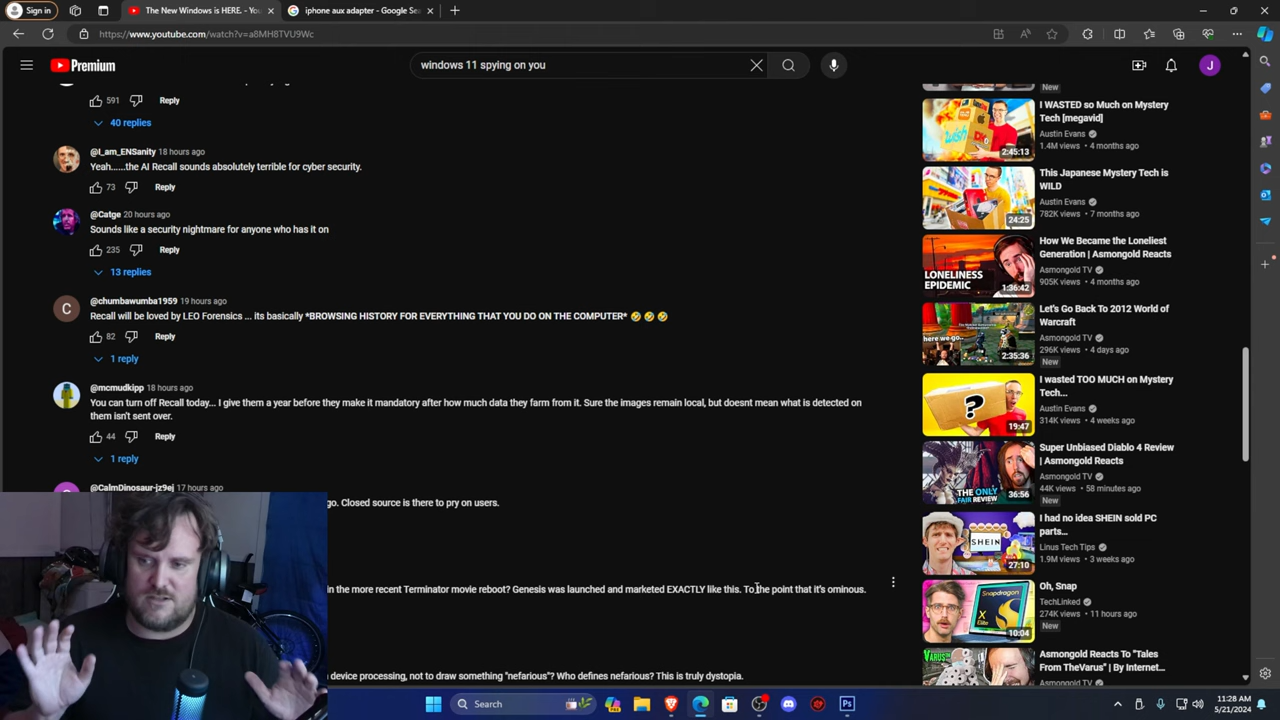 Sign in
The New Windows is HERE. - You
iphone aux adapter - Google Sea
https://www.youtube.com/watch?v=a8MH8TVU9Wc
Premium
windows 11 spying on you
J
591
Reply
40 replies
@I_am_ENSanity 18 hours ago
Yeah......the AI Recall sounds absolutely terrible for cyber security.
73
Reply
@Catge 20 hours ago
Sounds like a security nightmare for anyone who has it on
235
Reply
13 replies
C
@chumbawumba1959 19 hours ago
Recall will be loved by LEO Forensics ... its basically *BROWSING HISTORY FOR EVERYTHING THAT YOU DO ON THE COMPUTER* 🤣 🤣 🤣
82
Reply
1 reply
@mcmudkipp 18 hours ago
You can turn off Recall today... I give them a year before they make it mandatory after how much data they farm from it. Sure the images remain local, but doesnt mean what is detected on
them isn't sent over.
44
Reply
1 reply
@CalmDinosaur-jz9ej 17 hours ago
go. Closed source is there to pry on users.
in the more recent Terminator movie reboot? Genesys was launched and marketed EXACTLY like this. To the point that it's ominous.
device processing, not to draw something "nefarious"? Who defines nefarious? This is truly dystopia.
New
I WASTED so Much on Mystery
Tech [megavid]
Austin Evans
1.4M views • 4 months ago
2:45:13
This Japanese Mystery Tech is
WILD
Austin Evans
782K views • 7 months ago
24:25
How We Became the Loneliest
Generation | Asmongold Reacts
Asmongold TV
905K views • 4 months ago
LONELINESS
EPIDEMIC
1:36:42
Let's Go Back To 2012 World of
Warcraft
Asmongold TV
296K views • 4 days ago
New
here we go..
2:35:36
I wasted TOO MUCH on Mystery
Tech...
Austin Evans
314K views • 4 weeks ago
?
19:47
Super Unbiased Diablo 4 Review
| Asmongold Reacts
Asmongold TV
44K views • 58 minutes ago
New
THE ONLY
FAIR REVIEW
36:56
I had no idea SHEIN sold PC
parts...
Linus Tech Tips
1.9M views • 3 weeks ago
SHEIN
27:10
Oh, Snap
TechLinked
274K views • 11 hours ago
New
Snapdragon
X
Elite
10:04
Asmongold Reacts To "Tales
From TheVarus" | By Internet...
Asmongold TV
VARUS
Search
Ps
11:28 AM
5/21/2024